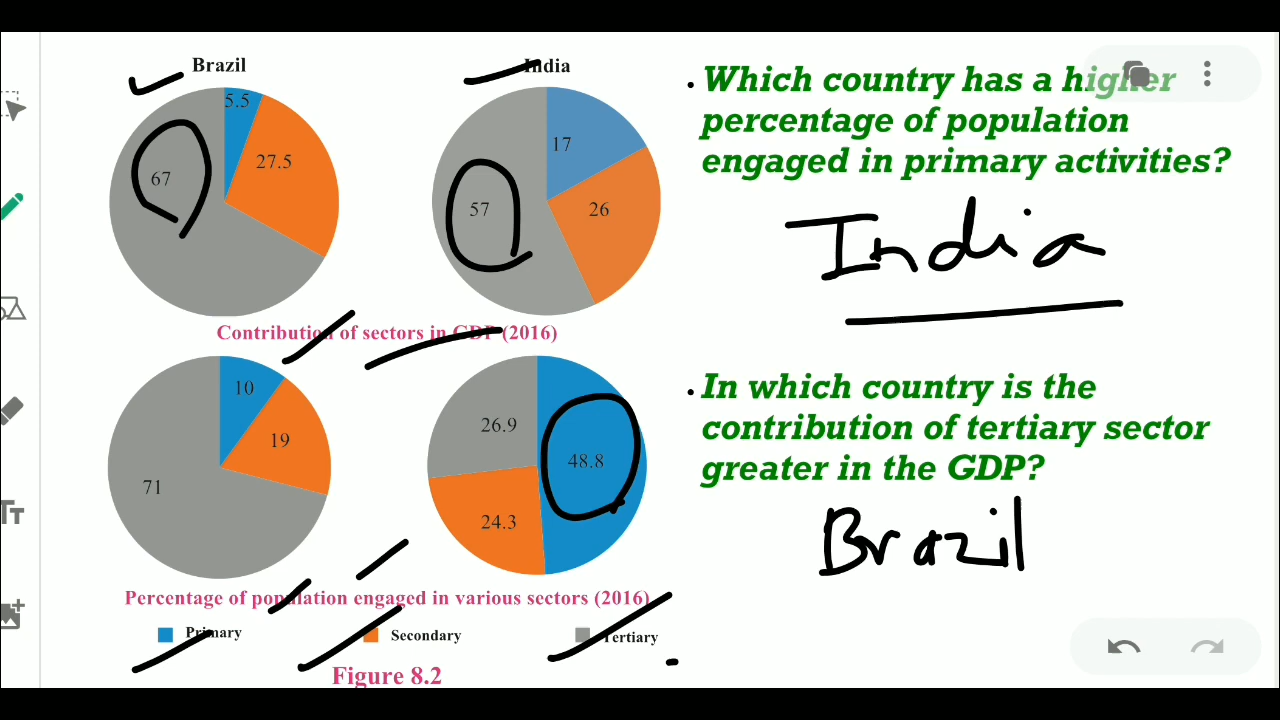 Brazil
India
5.5
27.5
67
17
26
57
Contribution of sectors in GDP (2016)
10
19
71
26.9
48.8
24.3
Percentage of population engaged in various sectors (2016)
Primary
Secondary
Tertiary
Figure 8.2
• Which country has a higher
percentage of population
engaged in primary activities?
India
• In which country is the
contribution of tertiary sector
greater in the GDP?
Brazil
Tт